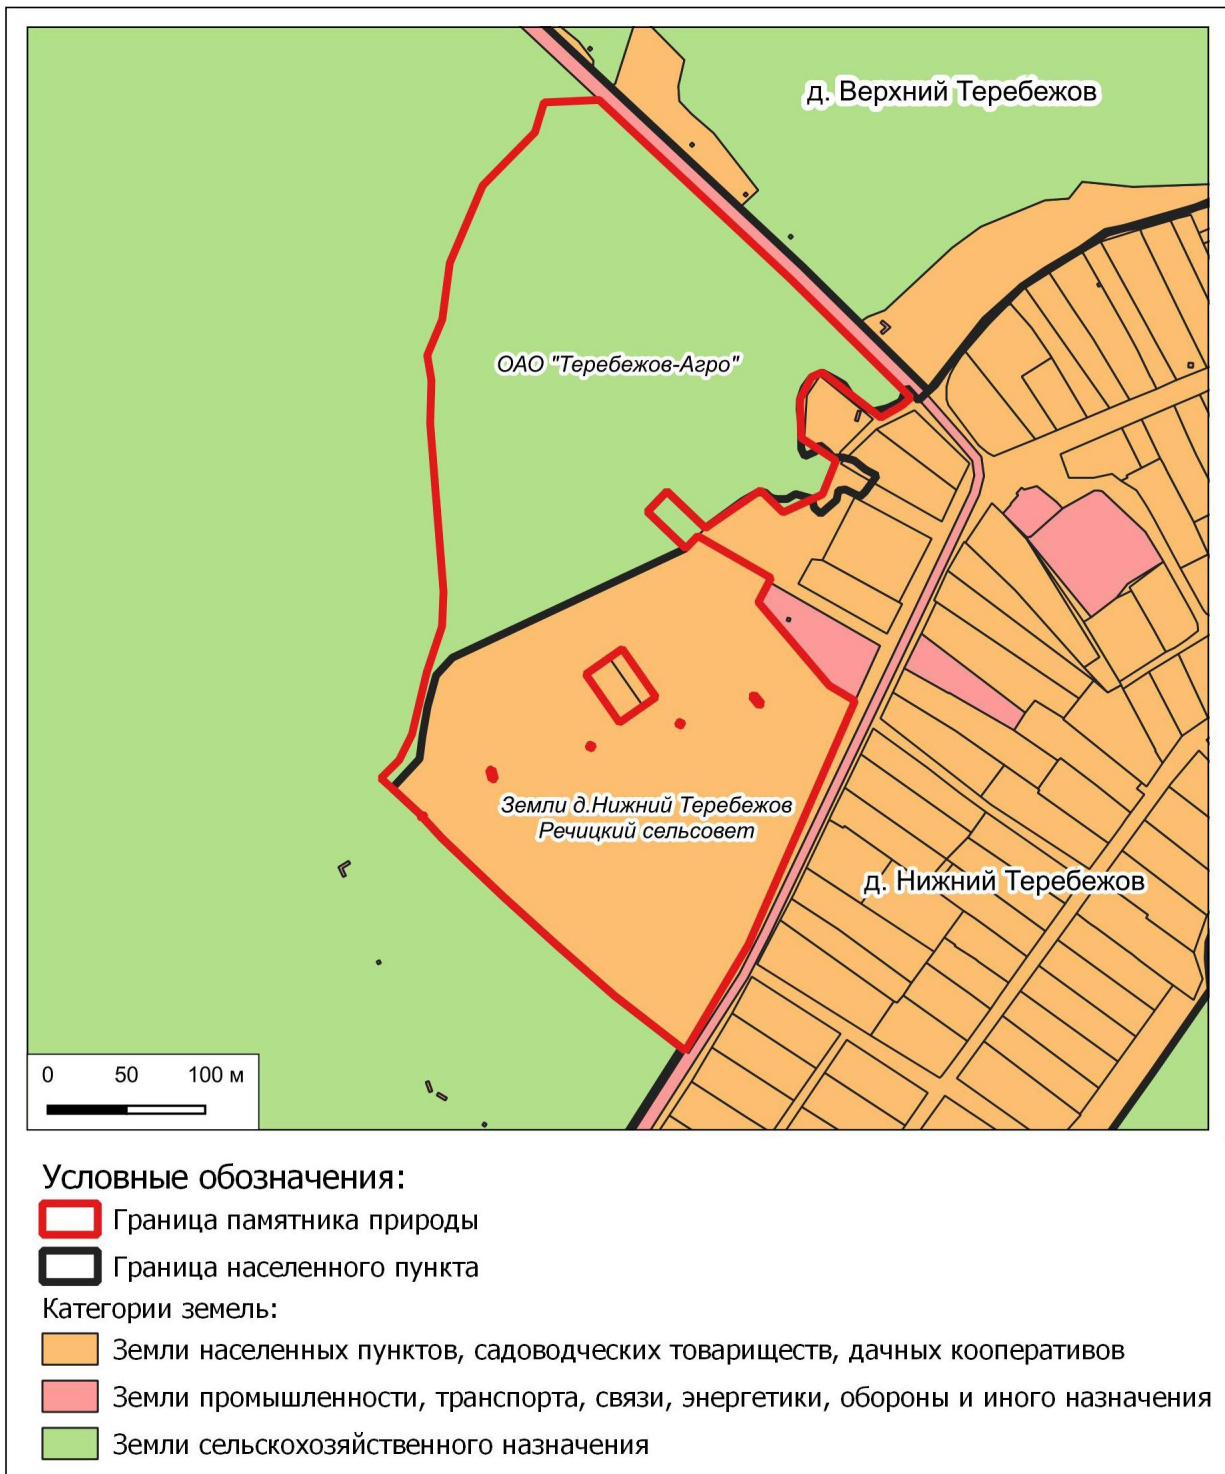 д. Верхний Теребежов
ОАО "Теребежов-Агро"
Земли д.Нижний Теребежов
Речицкий сельсовет
д. Нижний Теребежов
0 50 100 м
Условные обозначения:
Граница памятника природы
Граница населенного пункта
Категории земель:
Земли населенных пунктов, садоводческих товариществ, дачных кооперативов
Земли промышленности, транспорта, связи, энергетики, обороны и иного назначения
Земли сельскохозяйственного назначения